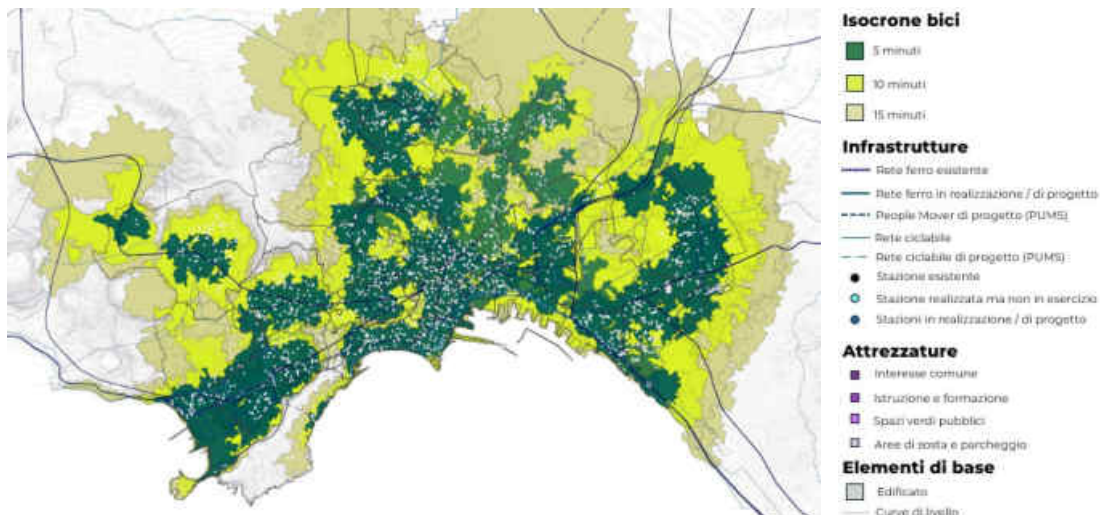 Isocrone bici
5 minuti
10 minuti
15 minuti
Infrastrutture
Rete ferro esistente
Rete ferro in realizzazione / di progetto
People Mover di progetto (PUMS)
Rete ciclabile
Rete ciclabile di progetto (PUMS)
Stazione esistente
Stazione realizzata ma non in esercizio
Stazioni in realizzazione / di progetto
Attrezzature
Interesse comune
Istruzione e formazione
Spazi verdi pubblici
Aree di sosta e parcheggio
Elementi di base
Edificato
Curve di livello